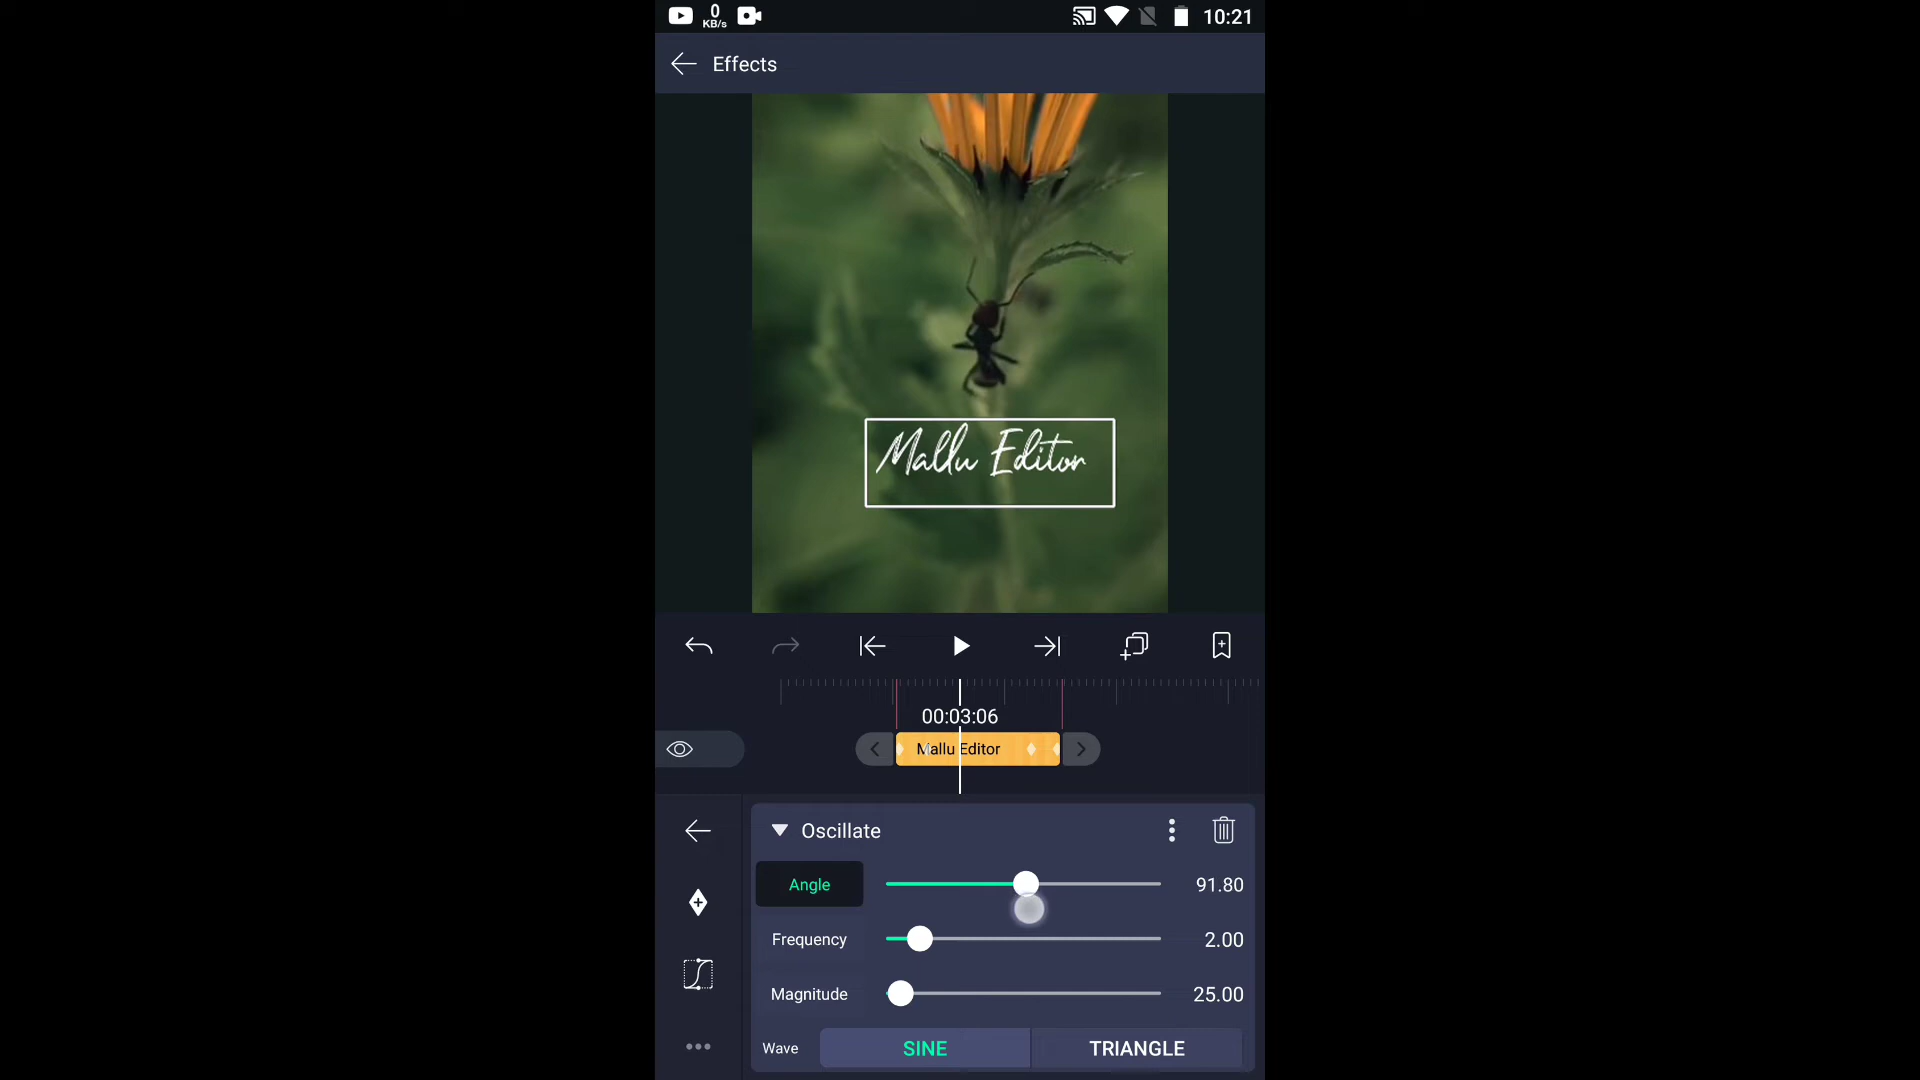 0
KB/s
10:21
Effects
Mallu Editor
00:03:06
Mallu Editor
Oscillate
Angle 91.80
Frequency 2.00
Magnitude 25.00
Wave SINE TRIANGLE